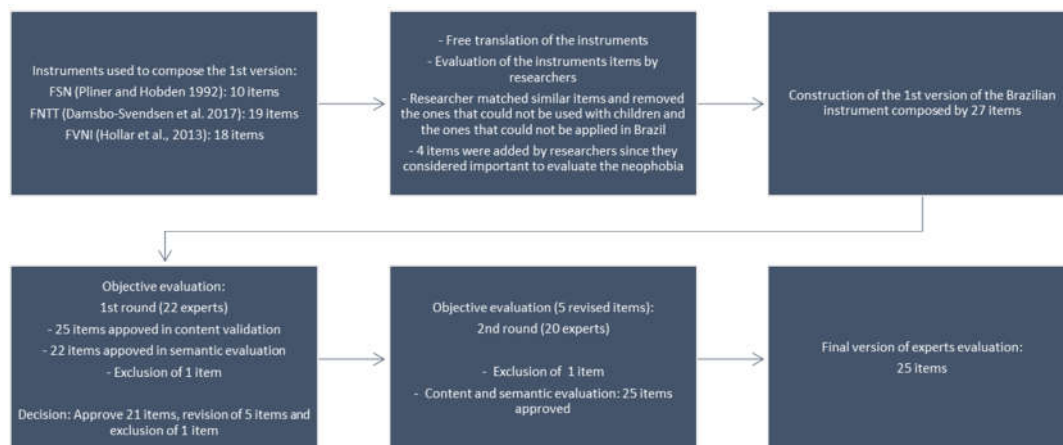 Instruments used to compose the 1st version:
FSN (Pliner and Hobden 1992): 10 items
FNTT (Damsbo-Svendsen et al. 2017): 19 items
FVNI (Hollar et al., 2013): 18 items
- Free translation of the instruments
- Evaluation of the instruments items by
researchers
- Researcher matched similar items and removed
the ones that could not be used with children and
the ones that could not be applied in Brazil
- 4 items were added by researchers since they
considered important to evaluate the neophobia
Construction of the 1st version of the Brazilian
instrument composed by 27 items
Objective evaluation:
1st round (22 experts)
- 25 items appoved in content validation
- 22 items appoved in semantic evaluation
- Exclusion of 1 item
Decision: Approve 21 items, revision of 5 items and
exclusion of 1 item
Objective evaluation (5 revised items):
2nd round (20 experts)
- Exclusion of 1 item
- Content and semantic evaluation: 25 items
approved
Final version of experts evaluation:
25 items